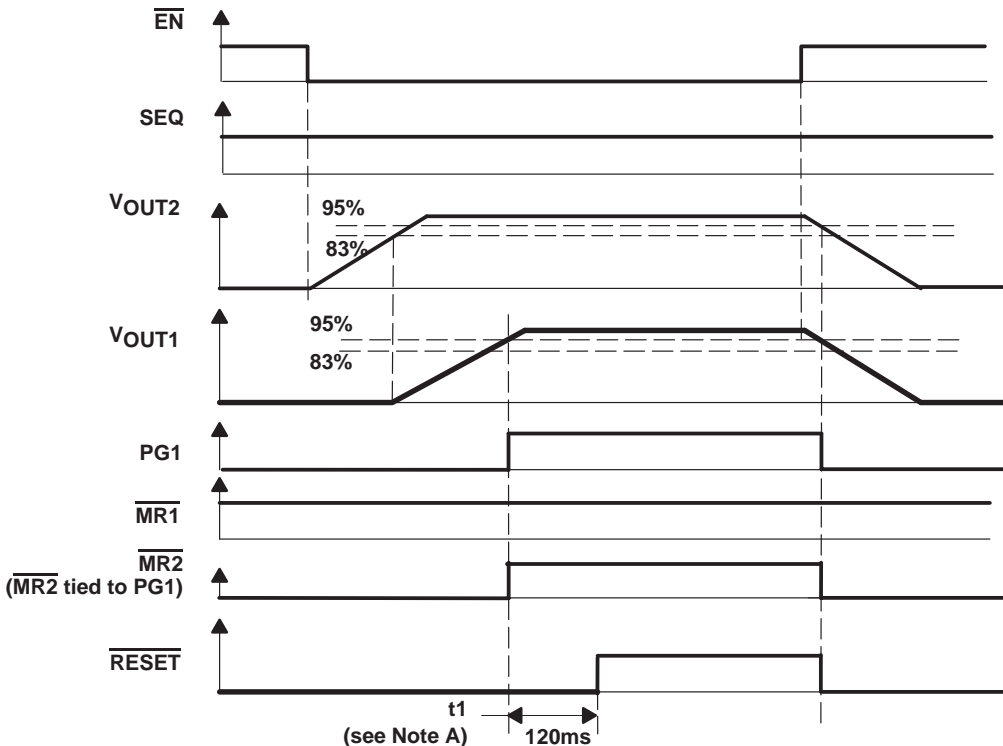 EN
SEQ
VOUT2
95%
83%
VOUT1
95%
83%
PG1
MR1
MR2
(MR2 tied to PG1)
RESET
t1
(see Note A)
120ms